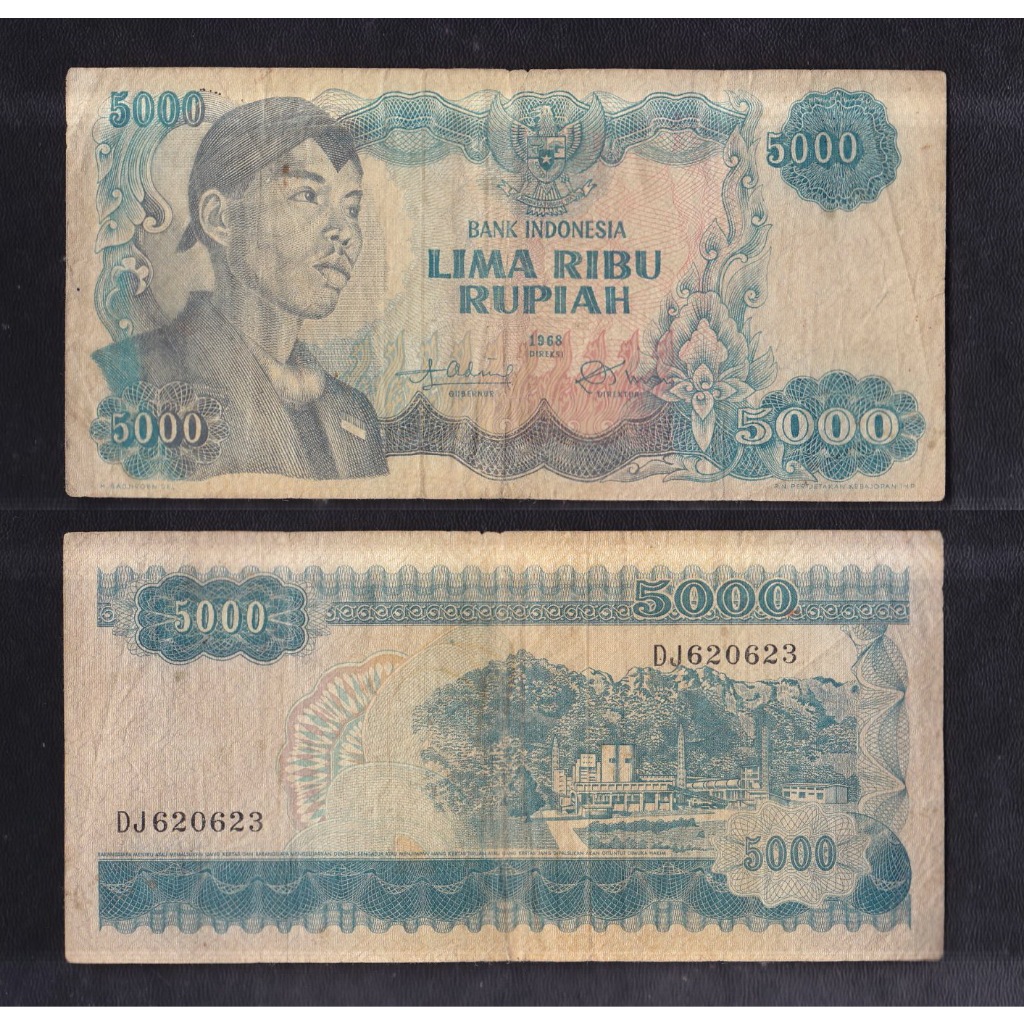 5000
5000
BANK INDONESIA
LIMA RIBU
RUPIAH
1968
DIREKSI
GUBERNUR
DIREKTUR
5000
5000
5000
5000
DJ620623
DJ620623
5000